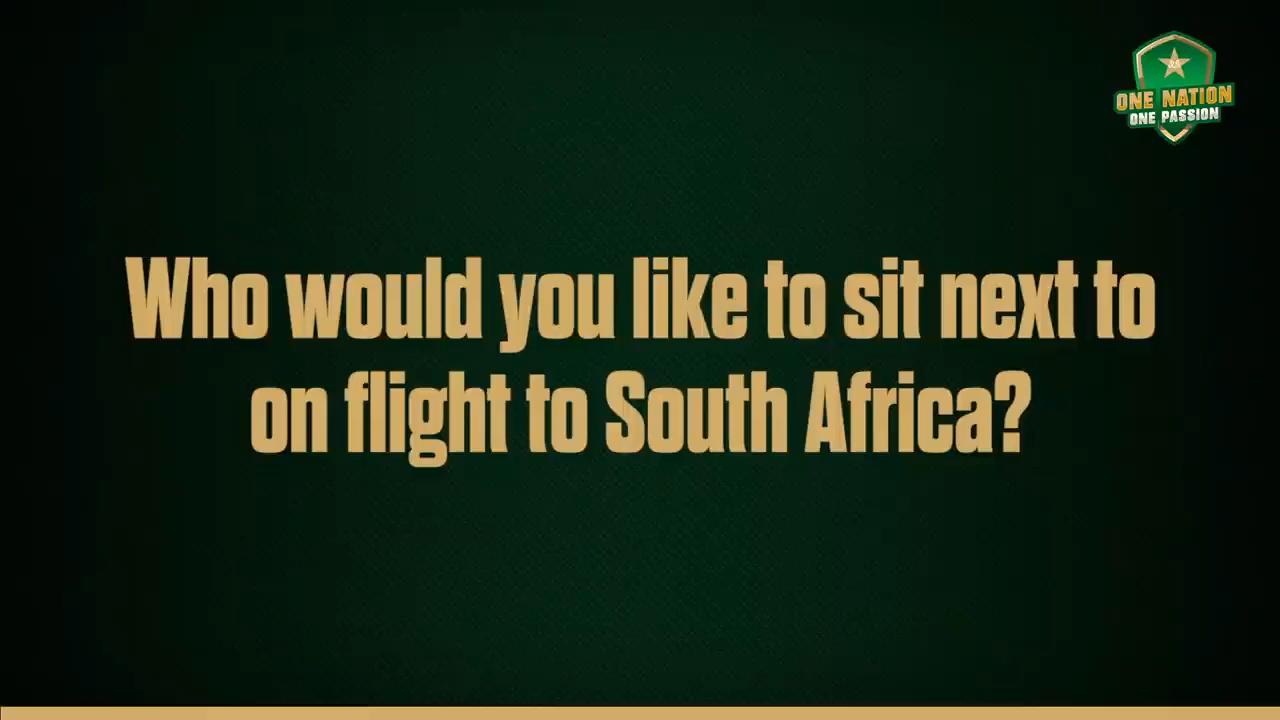 ONE NATION
ONE PASSION
Who would you like to sit next to
on flight to South Africa?